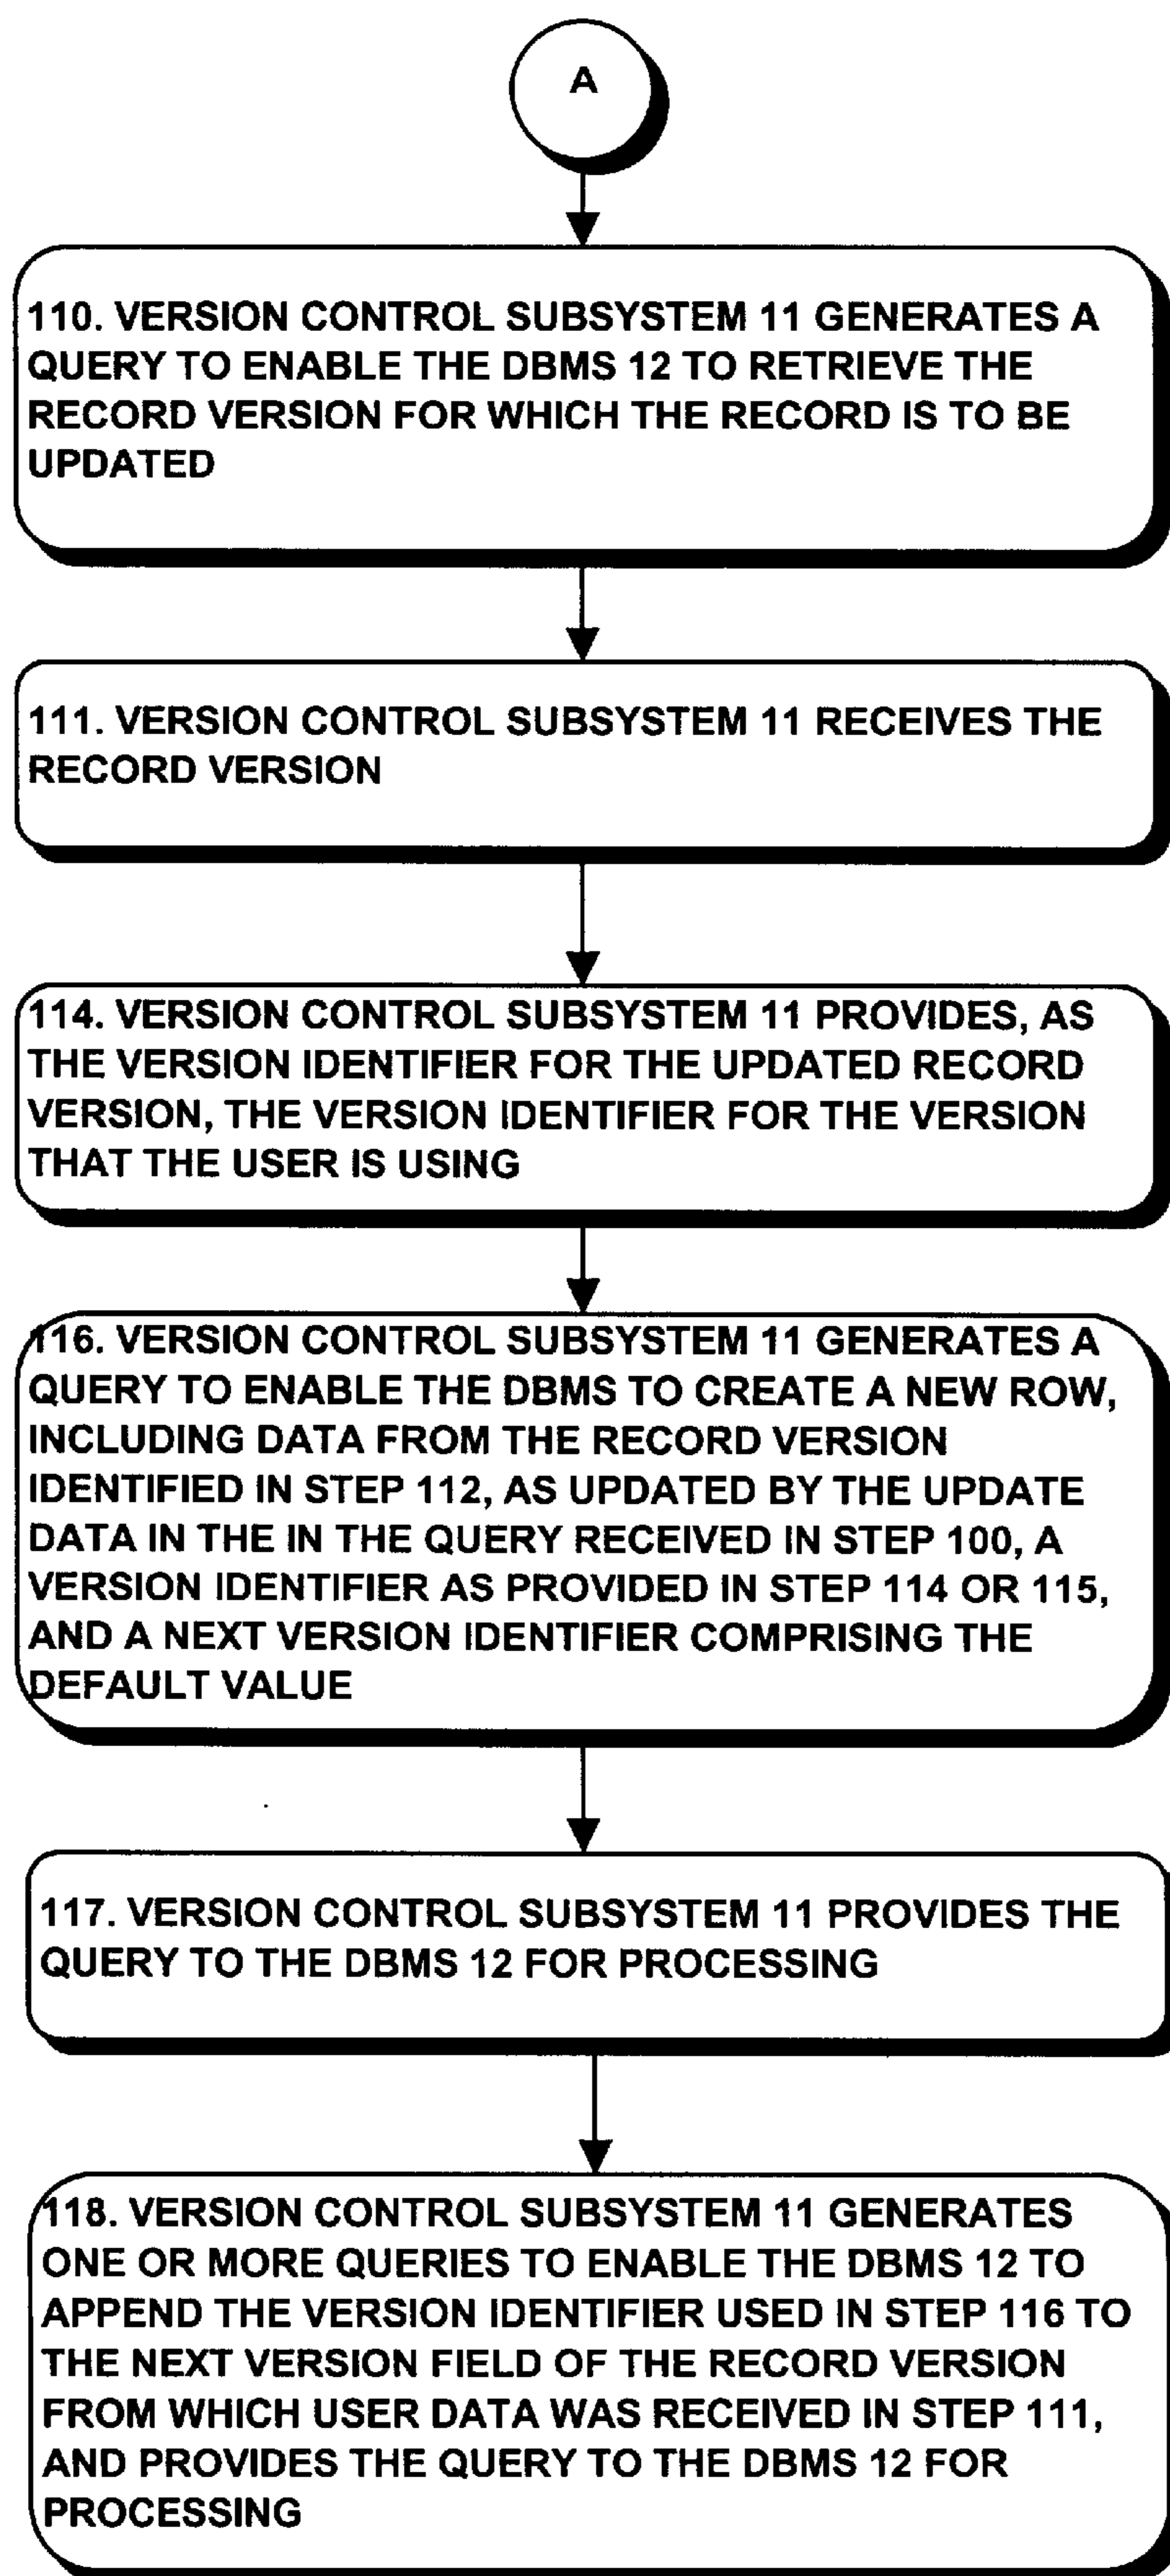 A
110. VERSION CONTROL SUBSYSTEM 11 GENERATES A
QUERY TO ENABLE THE DBMS 12 TO RETRIEVE THE
RECORD VERSION FOR WHICH THE RECORD IS TO BE
UPDATED
111. VERSION CONTROL SUBSYSTEM 11 RECEIVES THE
RECORD VERSION
114. VERSION CONTROL SUBSYSTEM 11 PROVIDES, AS
THE VERSION IDENTIFIER FOR THE UPDATED RECORD
VERSION, THE VERSION IDENTIFIER FOR THE VERSION
THAT THE USER IS USING
116. VERSION CONTROL SUBSYSTEM 11 GENERATES A
QUERY TO ENABLE THE DBMS TO CREATE A NEW ROW,
INCLUDING DATA FROM THE RECORD VERSION
IDENTIFIED IN STEP 112, AS UPDATED BY THE UPDATE
DATA IN THE IN THE QUERY RECEIVED IN STEP 100, A
VERSION IDENTIFIER AS PROVIDED IN STEP 114 OR 115,
AND A NEXT VERSION IDENTIFIER COMPRISING THE
DEFAULT VALUE
117. VERSION CONTROL SUBSYSTEM 11 PROVIDES THE
QUERY TO THE DBMS 12 FOR PROCESSING
118. VERSION CONTROL SUBSYSTEM 11 GENERATES
ONE OR MORE QUERIES TO ENABLE THE DBMS 12 TO
APPEND THE VERSION IDENTIFIER USED IN STEP 116 TO
THE NEXT VERSION FIELD OF THE RECORD VERSION
FROM WHICH USER DATA WAS RECEIVED IN STEP 111,
AND PROVIDES THE QUERY TO THE DBMS 12 FOR
PROCESSING